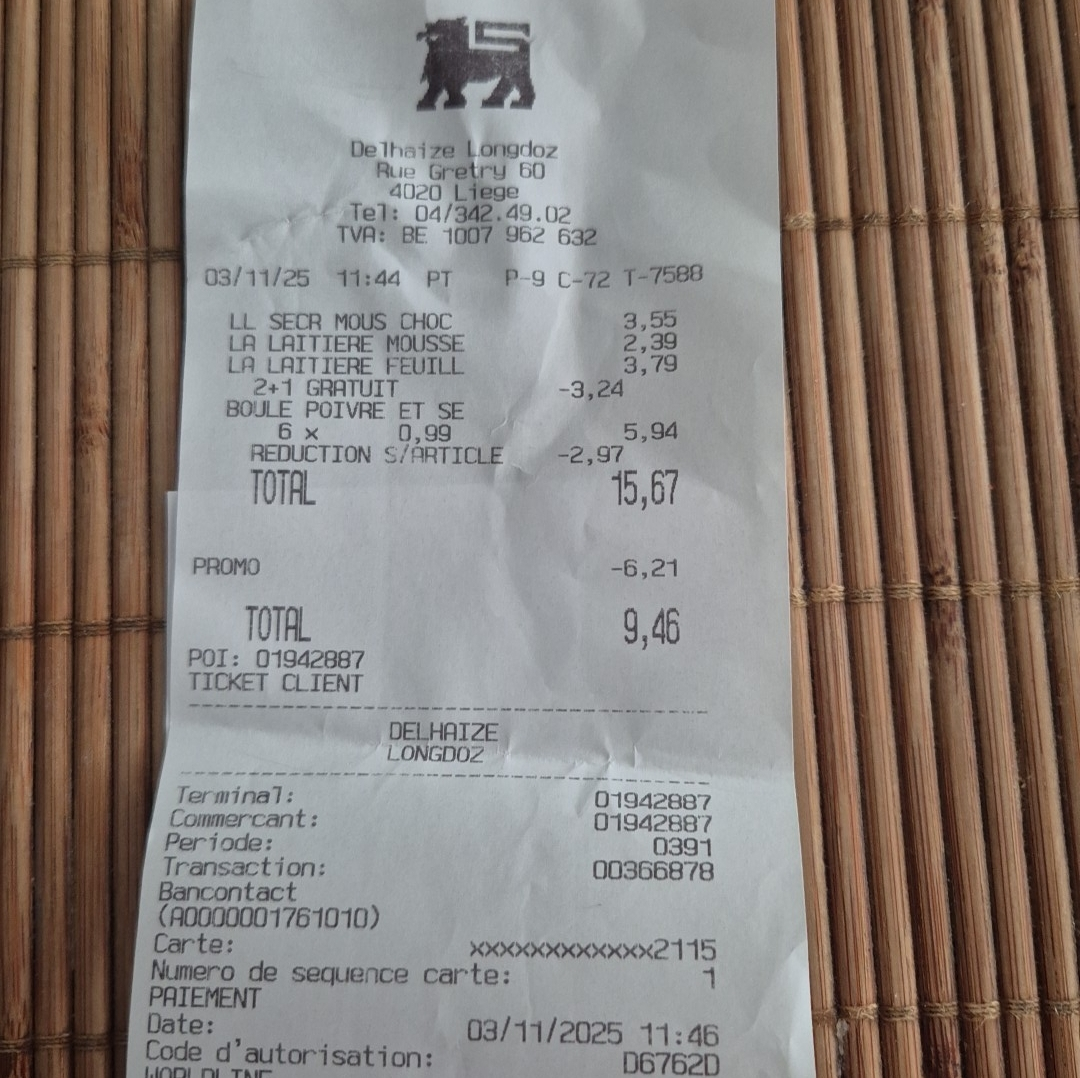 Delhaize Longdoz
Rue Gretry 60
4020 Liege
Tel: 04/342.49.02
TVA: BE 1007 962 632
03/11/25 11:44 PT P-9 C-72 T-7588
LL SECR MOUS CHOC 3,55
LA LAITIERE MOUSSE 2,39
LA LAITIERE FEUILL 3,79
2+1 GRATUIT -3,24
BOULE POIVRE ET SE
6 x 0,99 5,94
REDUCTION S/ARTICLE -2,97
TOTAL 15,67
PROMO -6,21
TOTAL 9,46
POI: 01942887
TICKET CLIENT
DELHAIZE
LONGDOZ
Terminal: 01942887
Commercant: 01942887
Periode: 0391
Transaction: 00366878
Bancontact
(A0000001761010)
Carte: xxxxxxxxxxxx2115
Numero de sequence carte: 1
PAIEMENT
Date: 03/11/2025 11:46
Code d'autorisation: D6762D
WORLDLINE